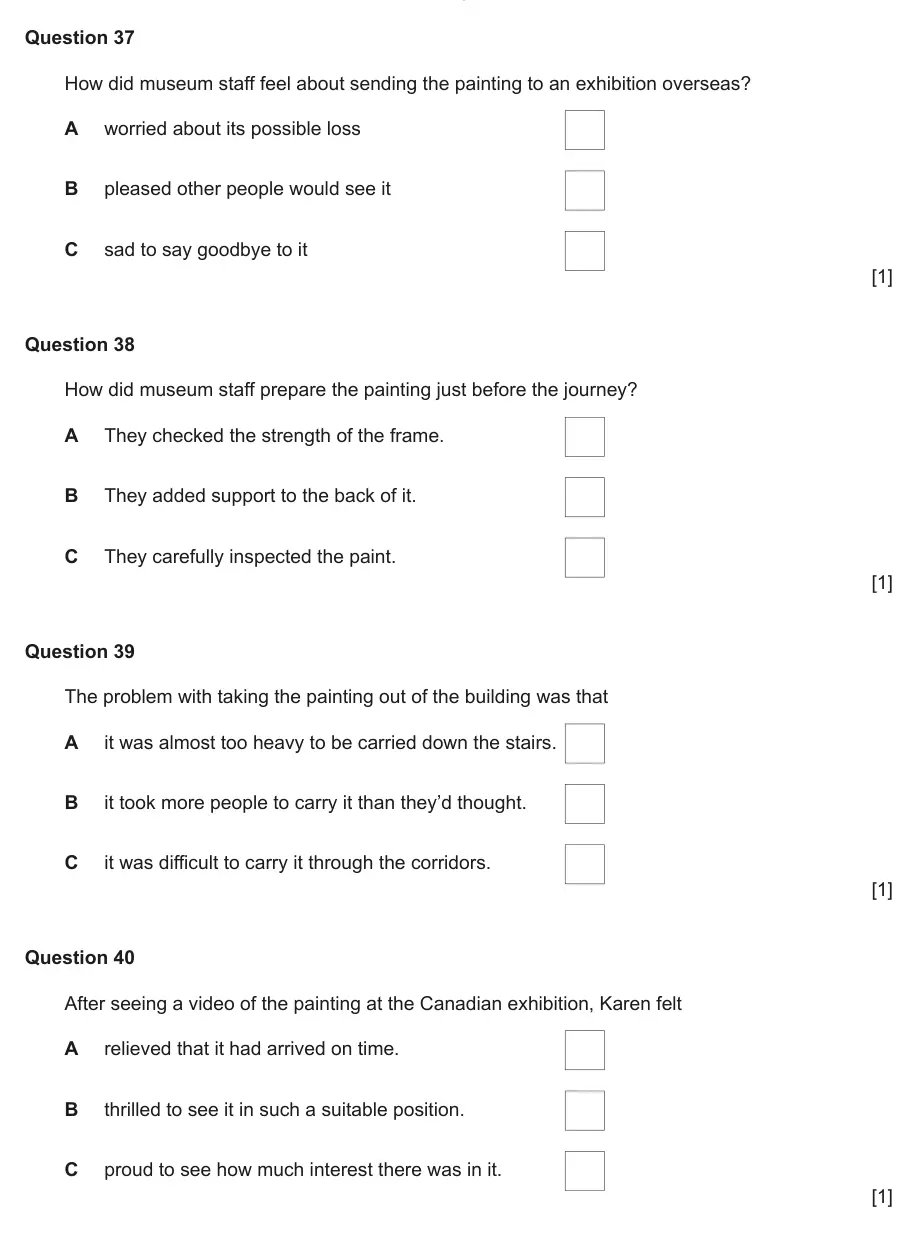 Question 37
How did museum staff feel about sending the painting to an exhibition overseas?
A worried about its possible loss
B pleased other people would see it
C sad to say goodbye to it
[1]
Question 38
How did museum staff prepare the painting just before the journey?
A They checked the strength of the frame.
B They added support to the back of it.
C They carefully inspected the paint.
[1]
Question 39
The problem with taking the painting out of the building was that
A it was almost too heavy to be carried down the stairs.
B it took more people to carry it than they’d thought.
C it was difficult to carry it through the corridors.
[1]
Question 40
After seeing a video of the painting at the Canadian exhibition, Karen felt
A relieved that it had arrived on time.
B thrilled to see it in such a suitable position.
C proud to see how much interest there was in it.
[1]